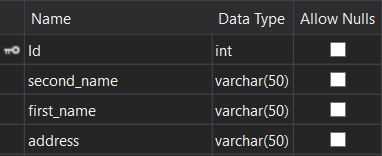 Name Data Type Allow Nulls
Id int
second_name varchar(50)
first_name varchar(50)
address varchar(50)